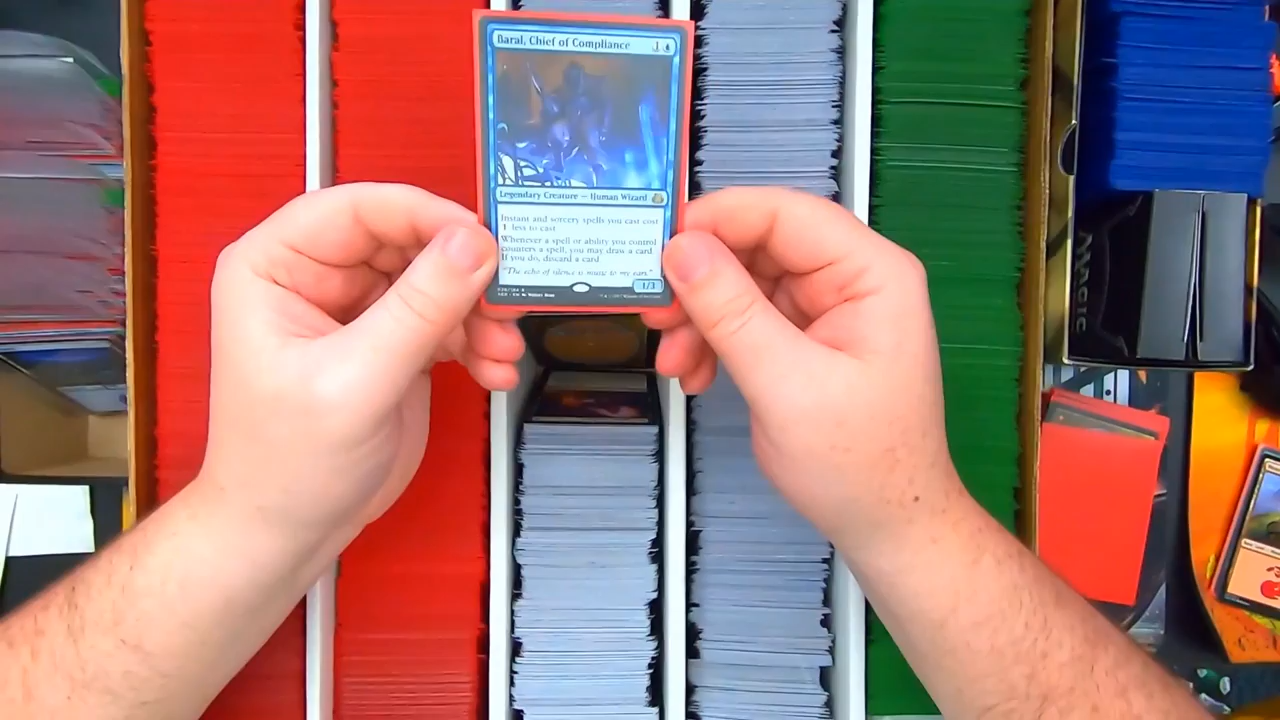 Baral, Chief of Compliance 1
Legendary Creature — Human Wizard
Instant and sorcery spells you cast cost
1 less to cast
Whenever a spell or ability you control
counters a spell, you may draw a card
If you do, discard a card
"The echo of silence is music to my ears."
1/3
MAGIC